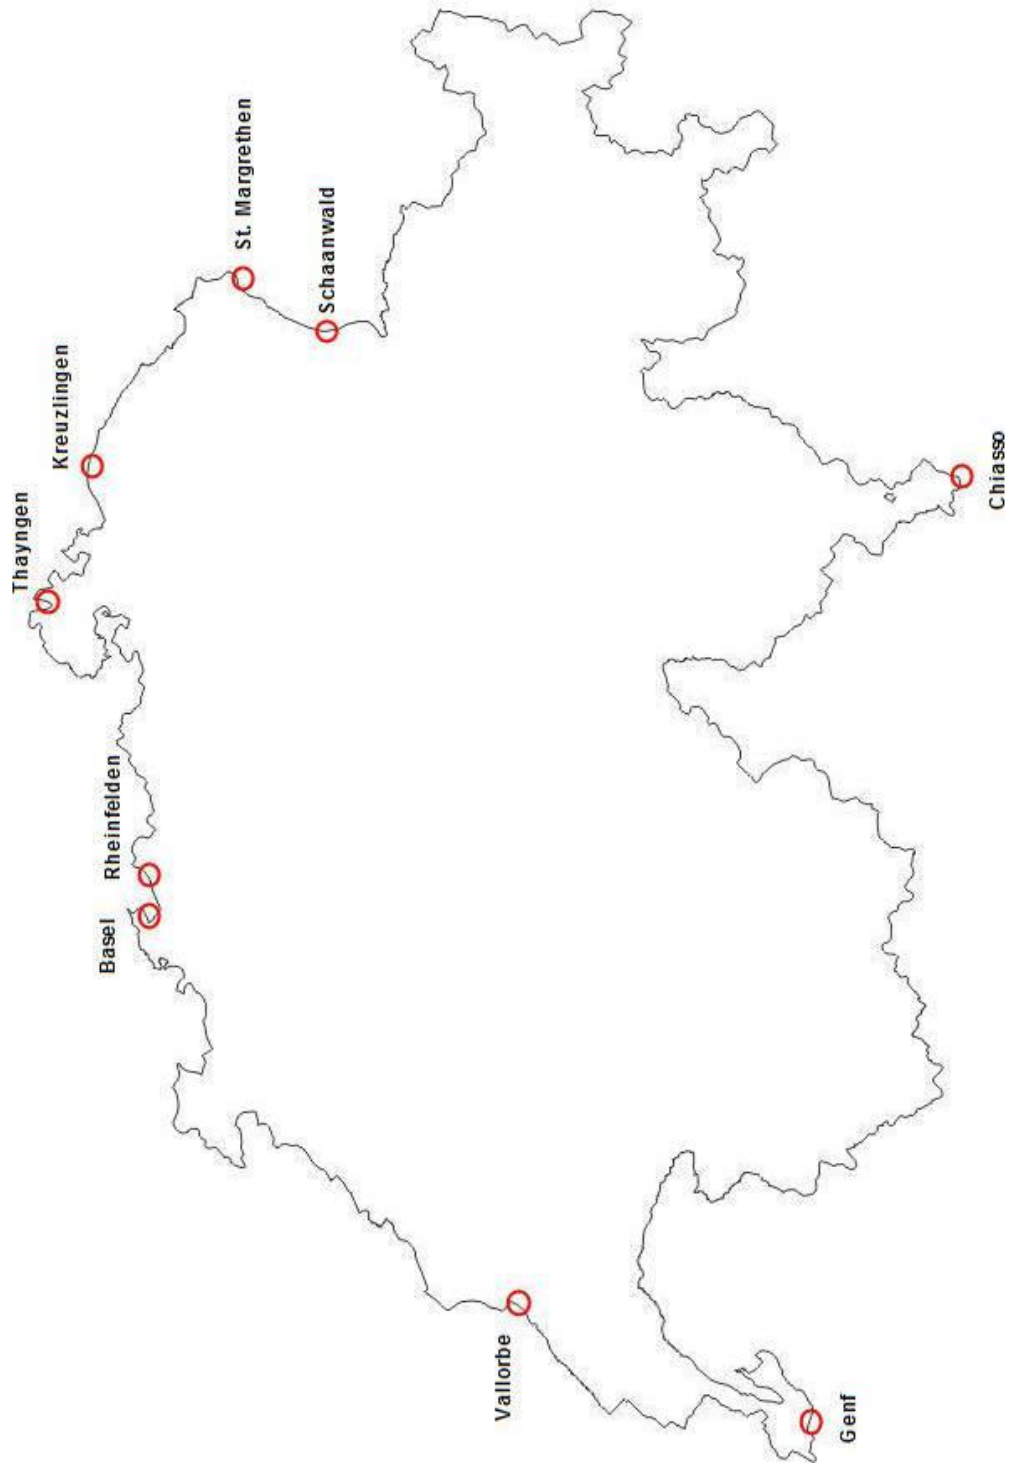 Thayngen
Kreuzlingen
St. Margrethen
Schaanwald
Rheinfelden
Basel
Vallorbe
Genf
Chiasso